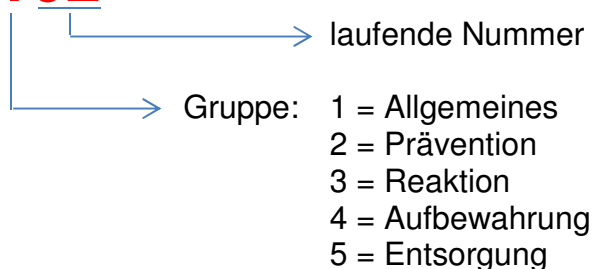 laufende Nummer
Gruppe: 1 = Allgemeines
2 = Prävention
3 = Reaktion
4 = Aufbewahrung
5 = Entsorgung